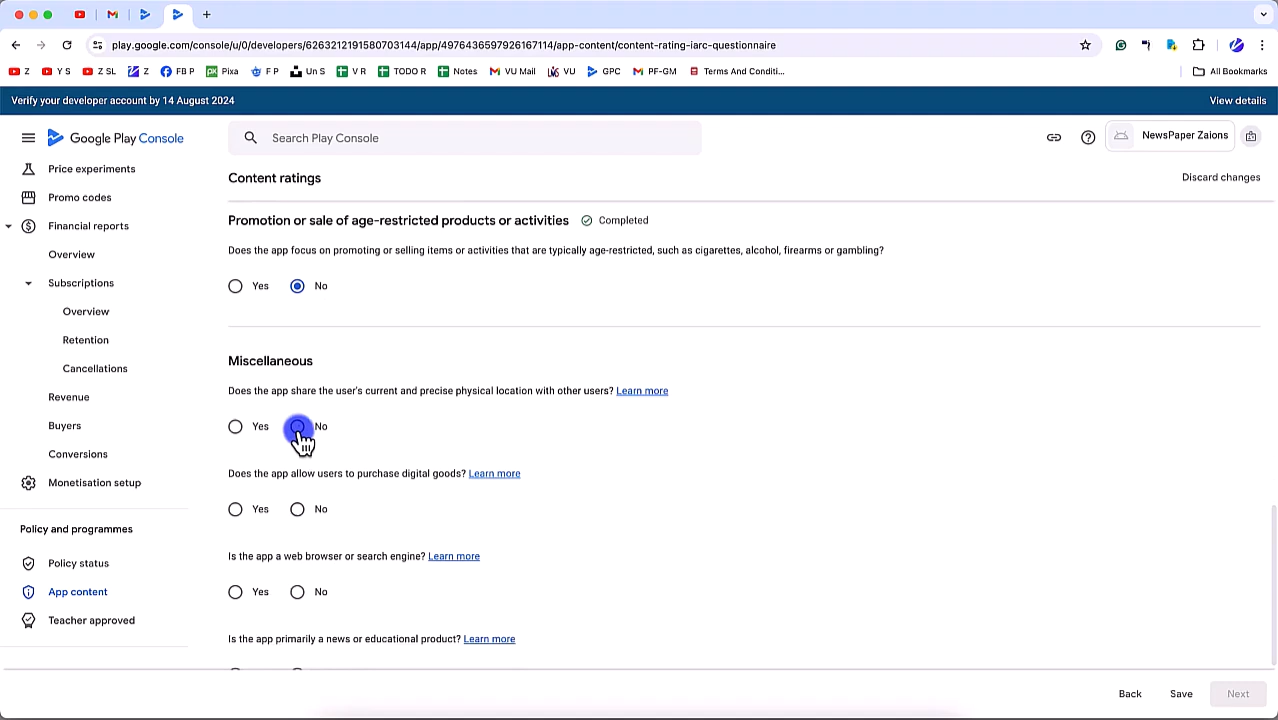 play.google.com/console/u/0/developers/6263212191580703144/app/4976436597926167114/app-content/content-rating-iarc-questionnaire
Z
Y S
Z SL
Z
FB P
Pixa
F P
Un S
V R
TODO R
Notes
VU Mail
VU
GPC
PF-GM
Terms And Conditi...
All Bookmarks
Verify your developer account by 14 August 2024
View details
Google Play Console
Search Play Console
NewsPaper Zaions
Price experiments
Promo codes
Financial reports
Overview
Subscriptions
Overview
Retention
Cancellations
Revenue
Buyers
Conversions
Monetisation setup
Policy and programmes
Policy status
App content
Teacher approved
Content ratings
Discard changes
Promotion or sale of age-restricted products or activities
Completed
Does the app focus on promoting or selling items or activities that are typically age-restricted, such as cigarettes, alcohol, firearms or gambling?
Yes
No
Miscellaneous
Does the app share the user's current and precise physical location with other users? Learn more
Yes
No
Does the app allow users to purchase digital goods? Learn more
Yes
No
Is the app a web browser or search engine? Learn more
Yes
No
Is the app primarily a news or educational product? Learn more
Back
Save
Next